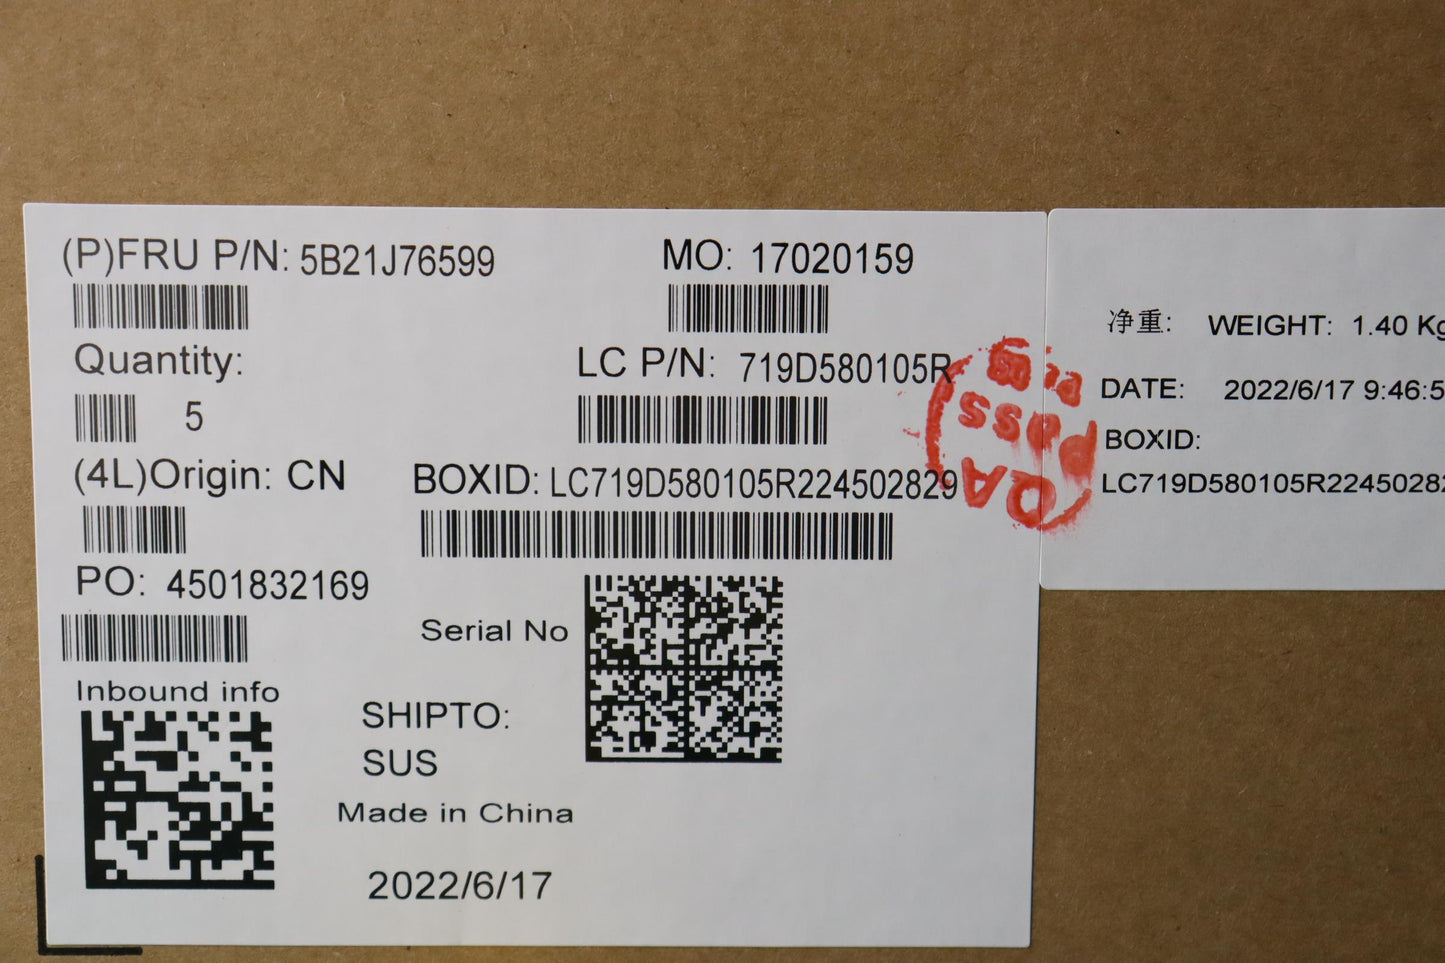 (P)FRU P/N: 5B21J76599
MO: 17020159
Quantity:
5
LC P/N: 719D580105R
(4L)Origin: CN
BOXID: LC719D580105R224502829
PO: 4501832169
Serial No
Inbound info
SHIPTO:
SUS
Made in China
2022/6/17
QA
Pass
净重: WEIGHT: 1.40 Kg
DATE: 2022/6/17 9:46:5
BOXID:
LC719D580105R22450282